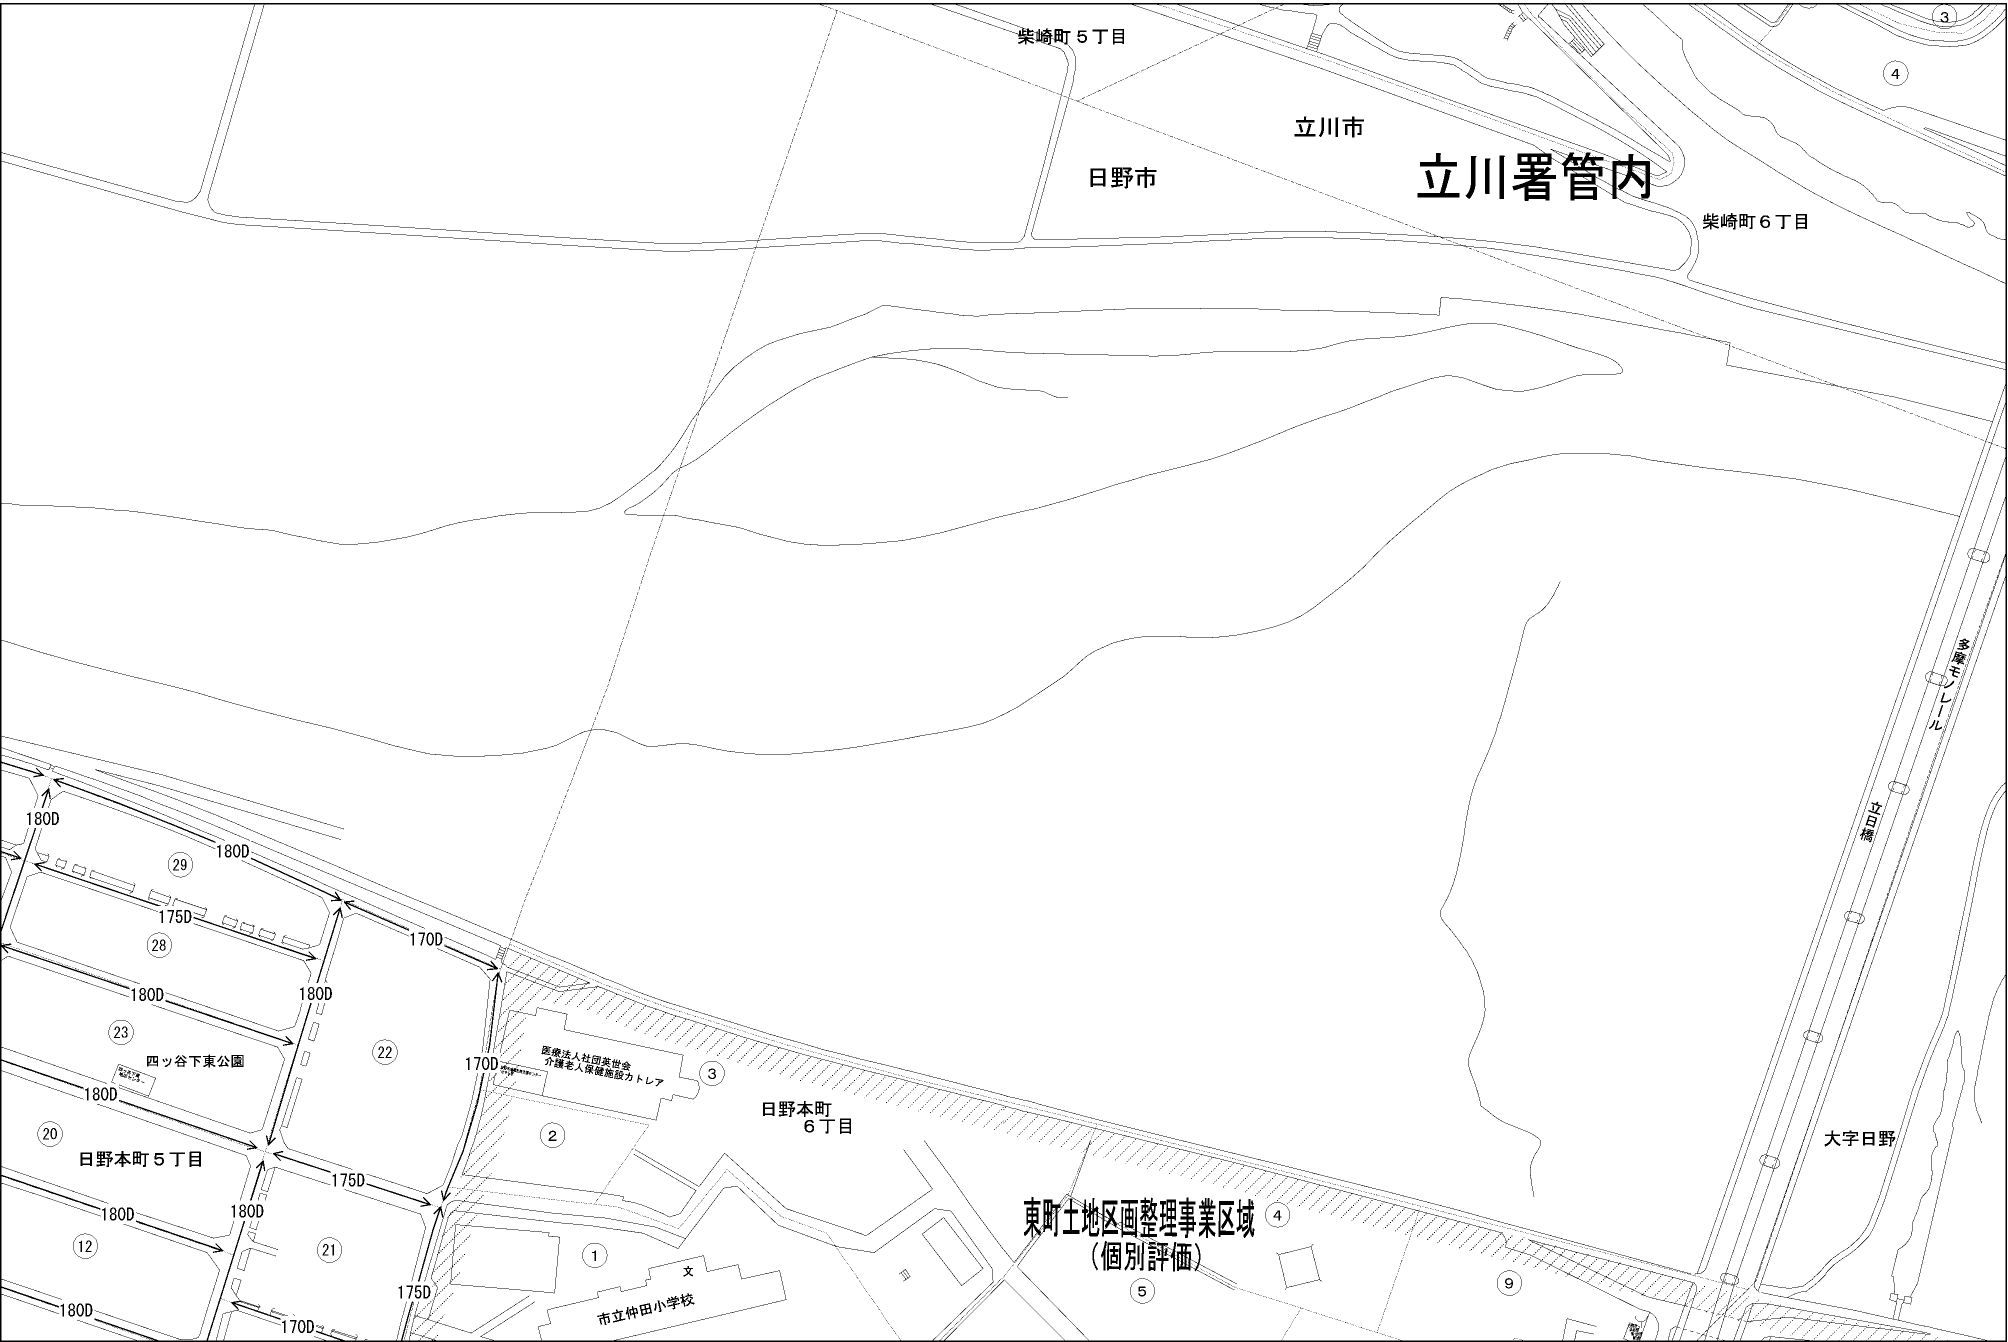 柴崎町５丁目
3
4
立川市
日野市
立川署管内
柴崎町６丁目
多摩モノレール
立日橋
180D
180D
29
175D
28
170D
180D
180D
23
四ッ谷下東公園
22
170D
医療法人社団英世会
介護老人保健施設カトレア
3
日野本町
６丁目
180D
20
2
日野本町５丁目
大字日野
175D
180D
180D
東町土地区画整理事業区域
（個別評価）
4
12
21
1
文
5
9
175D
180D
市立仲田小学校
170D